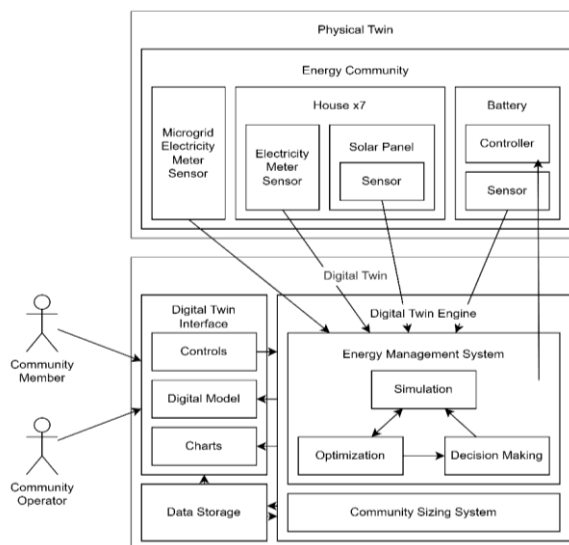 Physical Twin
Energy Community
Microgrid
Electricity
Meter
Sensor
House x7
Electricity
Meter
Sensor
Solar Panel
Sensor
Battery
Controller
Sensor
Digital Twin
Community
Member
Community
Operator
Digital Twin
Interface
Controls
Digital Model
Charts
Data Storage
Digital Twin Engine
Energy Management System
Simulation
Optimization
Decision Making
Community Sizing System